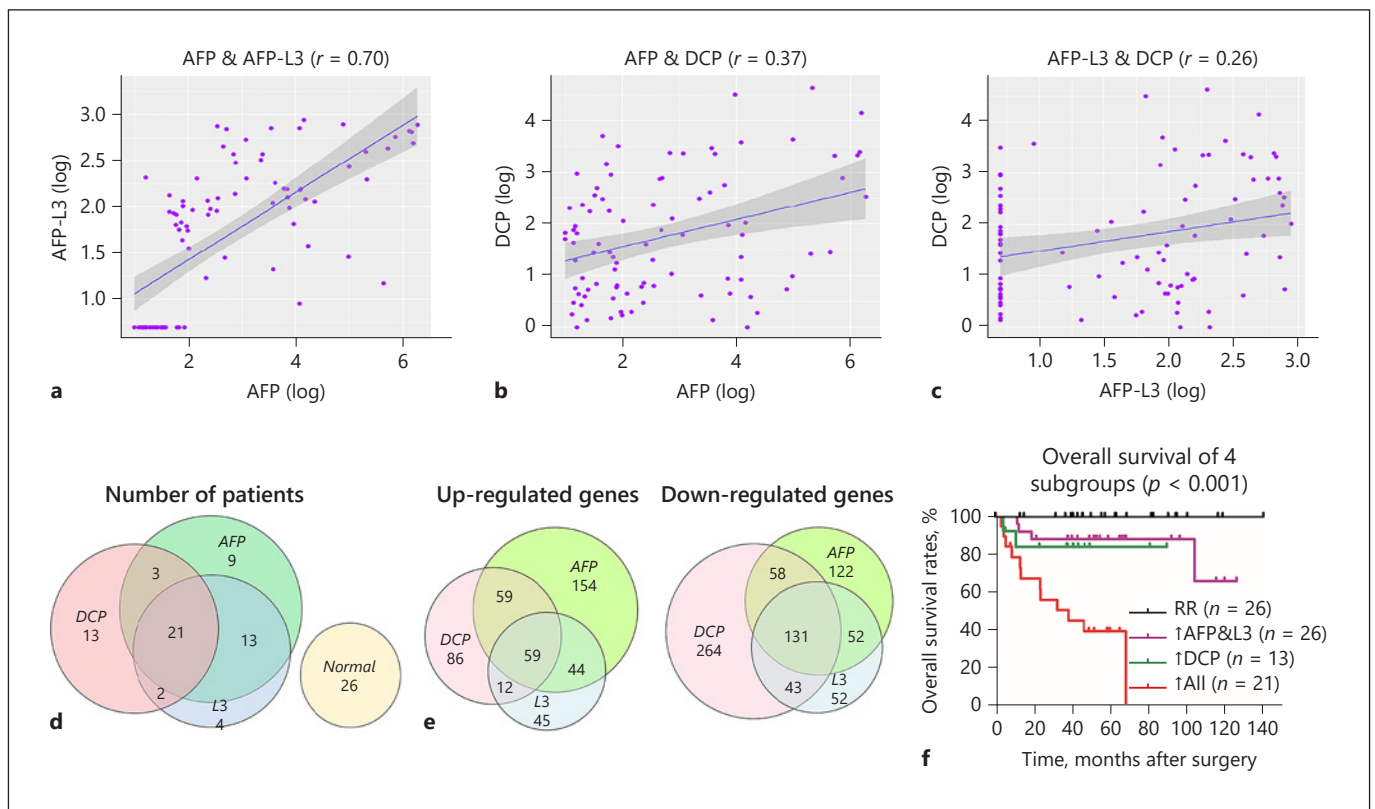 AFP & AFP-L3 (r = 0.70)
3.0
2.5
2.0
1.5
1.0
AFP-L3 (log)
2
4
6
AFP (log)
a
AFP & DCP (r = 0.37)
4
3
2
1
0
DCP (log)
2
4
6
AFP (log)
b
AFP-L3 & DCP (r = 0.26)
4
3
2
1
0
DCP (log)
1.0
1.5
2.0
2.5
3.0
AFP-L3 (log)
c
Number of patients
AFP
9
3
DCP
13
21
13
2
L3
4
Normal
26
d
Up-regulated genes
AFP
154
59
DCP
86
59
44
12
L3
45
e
Down-regulated genes
58
AFP
122
DCP
264
131
52
43
L3
52
Overall survival of 4
subgroups (p < 0.001)
100
80
60
40
20
0
Overall survival rates, %
RR (n = 26)
↑AFP&L3 (n = 26)
↑DCP (n = 13)
↑All (n = 21)
0
20
40
60
80
100
120
140
Time, months after surgery
f